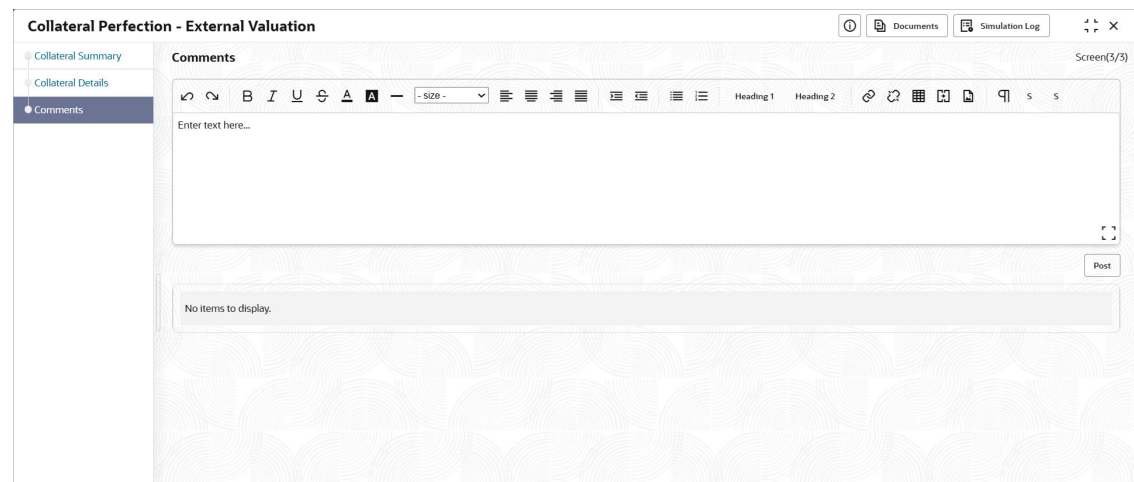 Collateral Perfection - External Valuation
Documents
Simulation Log
Collateral Summary
Collateral Details
Comments
Comments
Screen(3/3)
B I U S A A - size - Heading 1 Heading 2 S S
Enter text here...
Post
No items to display.